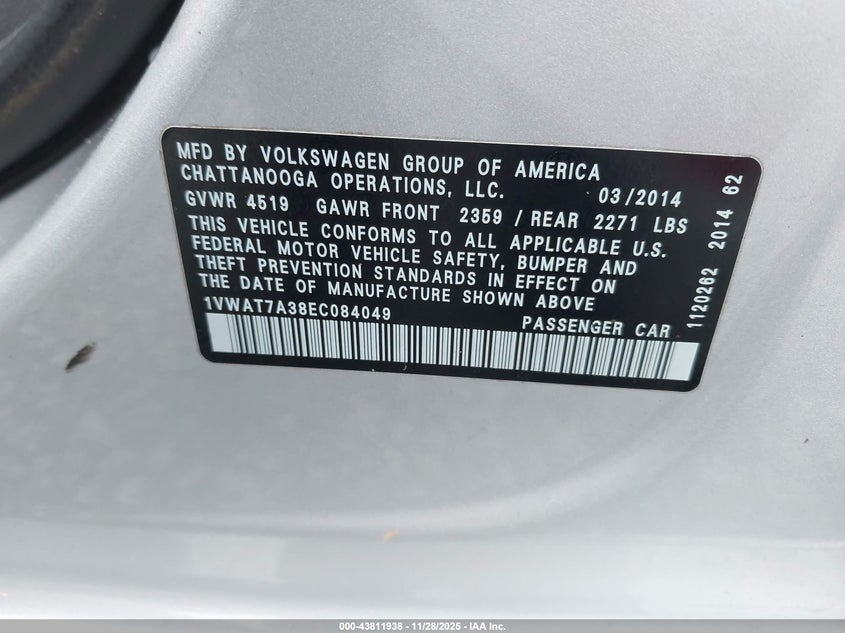 MFD BY VOLKSWAGEN GROUP OF AMERICA
CHATTANOOGA OPERATIONS, LLC. 03/2014
GVWR 4519 GAWR FRONT 2359 / REAR 2271 LBS
THIS VEHICLE CONFORMS TO ALL APPLICABLE U.S.
FEDERAL MOTOR VEHICLE SAFETY, BUMPER AND
THEFT PREVENTION STANDARDS IN EFFECT ON
THE DATE OF MANUFACTURE SHOWN ABOVE
1VWAT7A38EC084049 PASSENGER CAR
1120262 2014 62
000-43811938 - 11/28/2025 - IAA Inc.